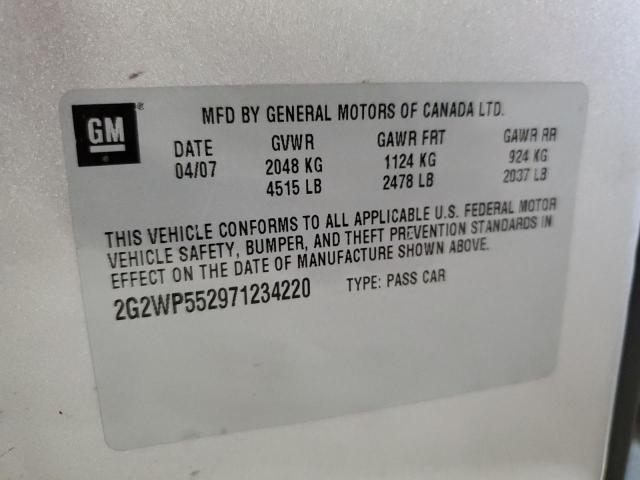 GM
MFD BY GENERAL MOTORS OF CANADA LTD.
DATE GVWR GAWR FRT GAWR RR
04/07 2048 KG 1124 KG 924 KG
4515 LB 2478 LB 2037 LB
THIS VEHICLE CONFORMS TO ALL APPLICABLE U.S. FEDERAL MOTOR
VEHICLE SAFETY, BUMPER, AND THEFT PREVENTION STANDARDS IN
EFFECT ON THE DATE OF MANUFACTURE SHOWN ABOVE.
2G2WP552971234220 TYPE: PASS CAR